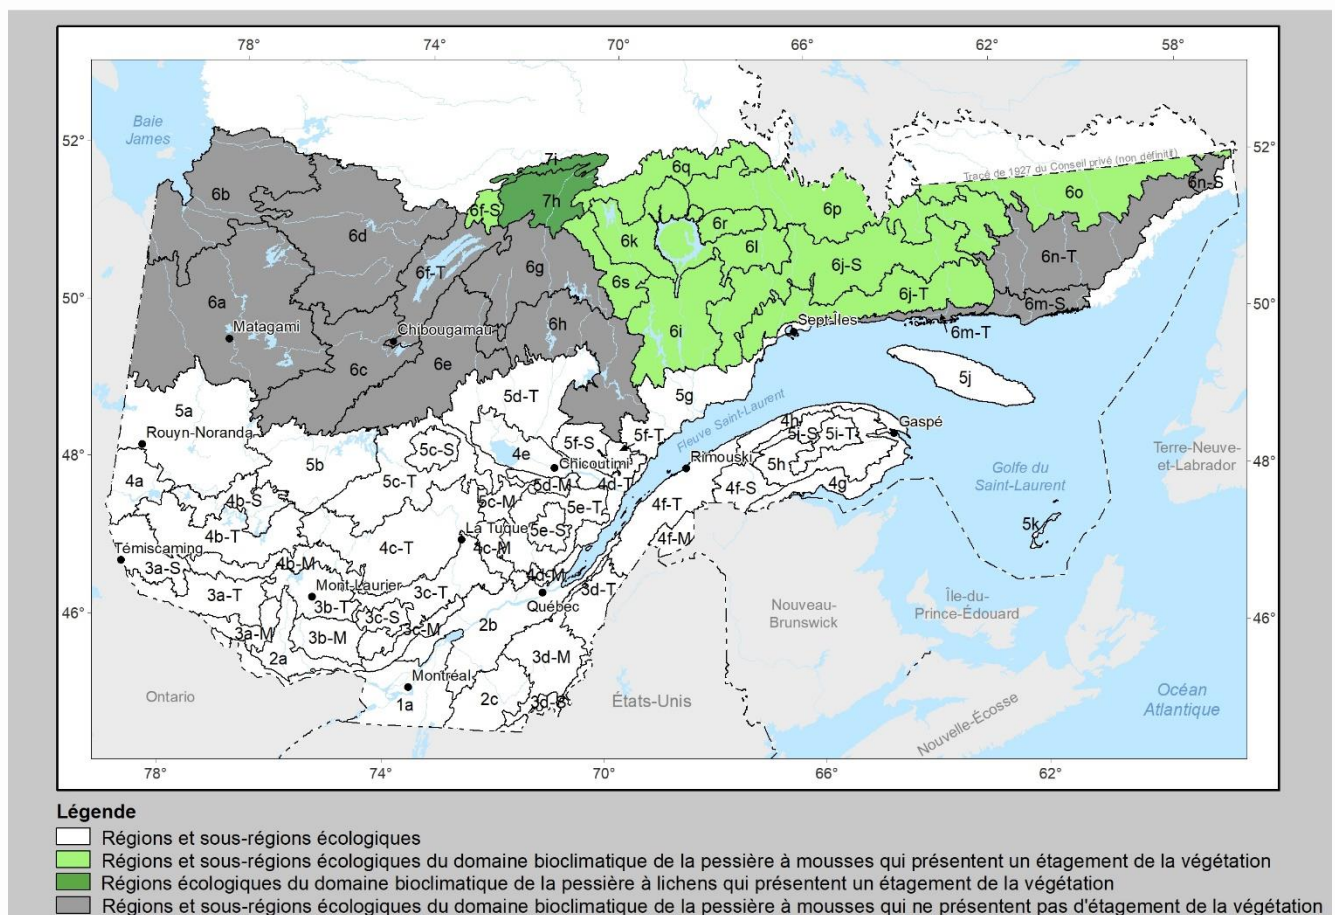 78° 74° 70° 66° 62° 58°
Baie
James
52° 52°
7i
Tracé de 1927 du Conseil privé (non définitif)
6q
6n-S
6b 6f-S 7h 6p 6o
6d 6k 6r
6l
6f-T 6g 6j-S 6n-T
6s
6j-T
50° 6a 6m-S 50°
Matagami Chibougamau 6h 6i Sept-Îles 6m-T
6c 6e
5j
5d-T 5g
5a Fleuve Saint-Laurent
Rouyn-Noranda 4h Gaspé
5f-S 5f-T 5i-S 5i-T
5c-S 4e
48° 5b Chicoutimi Rimouski 5h 48°
Terre-Neuve-
et-Labrador
Golfe du
Saint-Laurent
4a 5c-T 5d-M 4d-T 4f-S 4g
4b-S 5c-M 5e-T 4f-T
La Tuque 5e-S 5k
4b-T 4c-T 4c-M 4f-M
Témiscaming
3a-S 4b-M 4d-M
3a-T Mont-Laurier 3c-T 3d-T
46° 3b-T Québec 46°
Nouveau-
Brunswick
Île-du-
Prince-Édouard
3c-S 3c-M 2b
3a-M 3b-M
2a 3d-M
Montréal
Ontario 1a 2c 3d-S États-Unis
Nouvelle-Écosse
Océan
Atlantique
78° 74° 70° 66° 62°
Légende
Régions et sous-régions écologiques
Régions et sous-régions écologiques du domaine bioclimatique de la pessière à mousses qui présentent un étagement de la végétation
Régions écologiques du domaine bioclimatique de la pessière à lichens qui présentent un étagement de la végétation
Régions et sous-régions écologiques du domaine bioclimatique de la pessière à mousses qui ne présentent pas d'étagement de la végétation